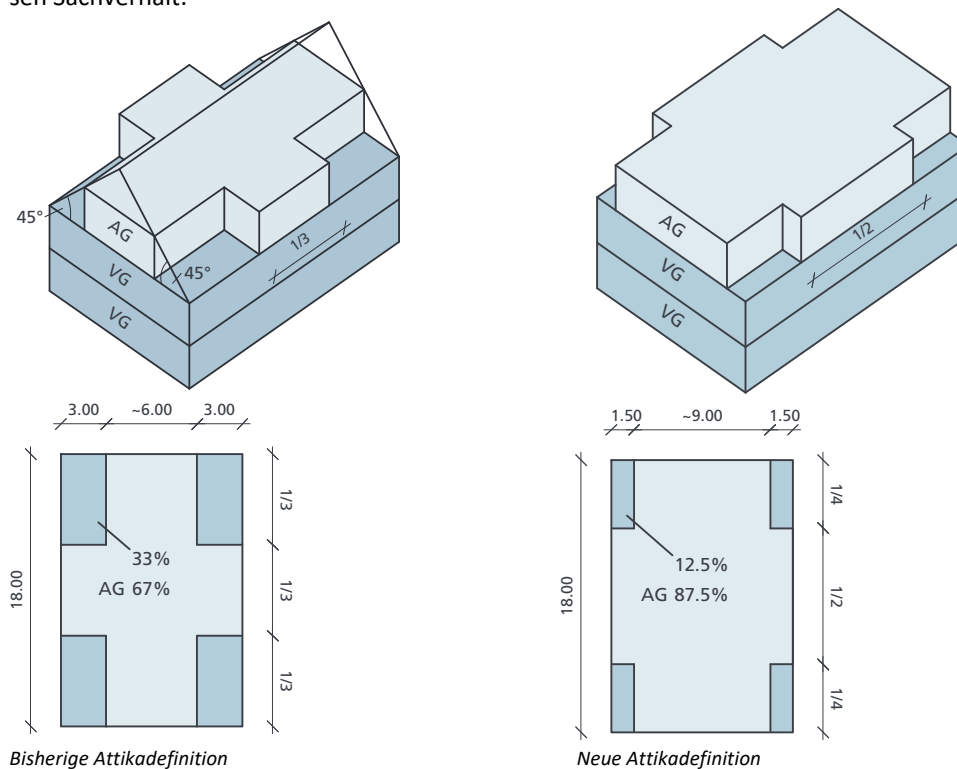 sen Sachverhalt.
45°
AG
VG
VG
45°
1/3
AG
VG
VG
1/2
3.00 ~6.00 3.00
18.00
33%
AG 67%
1/3
1/3
1/3
1.50 ~9.00 1.50
18.00
12.5%
AG 87.5%
1/4
1/2
1/4
Bisherige Attikadefinition
Neue Attikadefinition